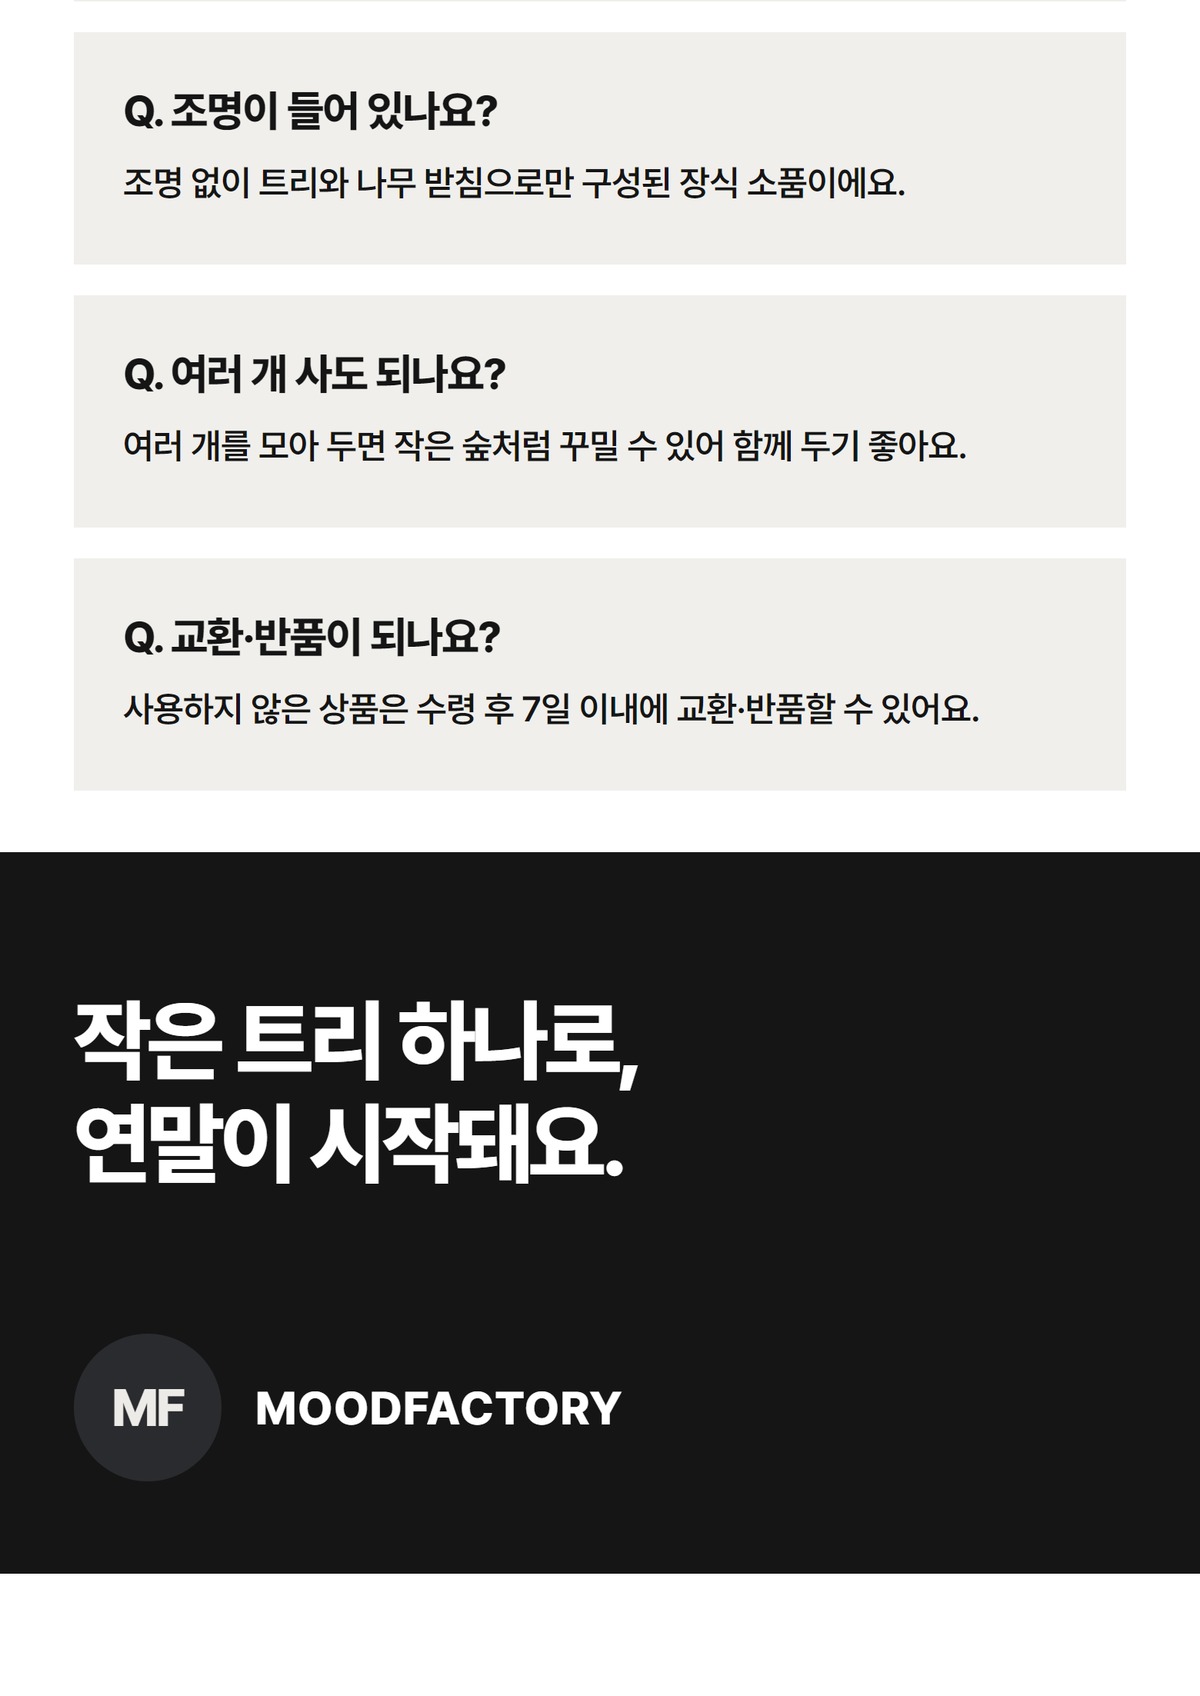 Q. 조명이 들어 있나요?
조명 없이 트리와 나무 받침으로만 구성된 장식 소품이에요.
Q. 여러 개 사도 되나요?
여러 개를 모아 두면 작은 숲처럼 꾸밀 수 있어 함께 두기 좋아요.
Q. 교환·반품이 되나요?
사용하지 않은 상품은 수령 후 7일 이내에 교환·반품할 수 있어요.
작은 트리 하나로,
연말이 시작돼요.
MF
MOODFACTORY